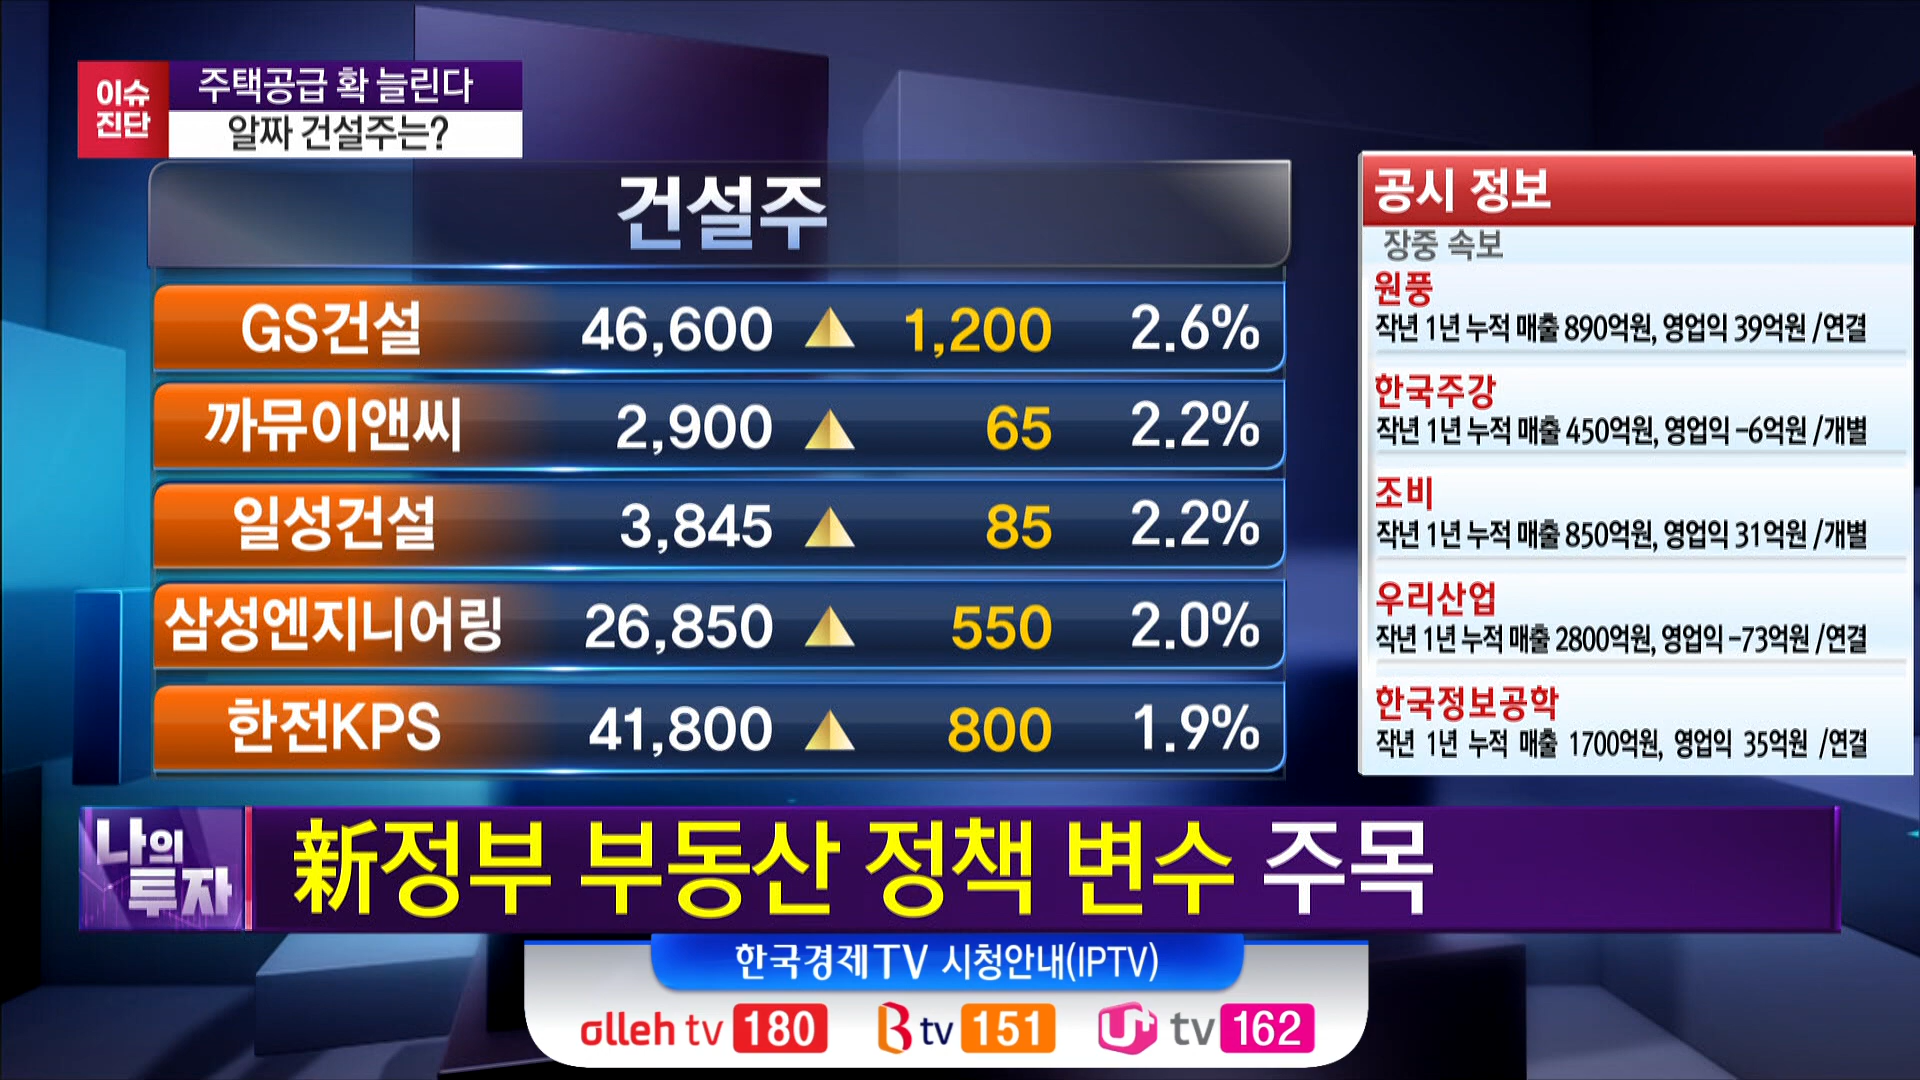 이슈
진단
주택공급 확 늘린다
알짜 건설주는?
건설주
GS건설 46,600 ▲ 1,200 2.6%
까뮤이앤씨 2,900 ▲ 65 2.2%
일성건설 3,845 ▲ 85 2.2%
삼성엔지니어링 26,850 ▲ 550 2.0%
한전KPS 41,800 ▲ 800 1.9%
공시 정보
장중 속보
원풍
작년 1년 누적 매출 890억원, 영업익 39억원 /연결
한국주강
작년 1년 누적 매출 450억원, 영업익 -6억원 /개별
조비
작년 1년 누적 매출 850억원, 영업익 31억원 /개별
우리산업
작년 1년 누적 매출 2800억원, 영업익 -73억원 /연결
한국정보공학
작년 1년 누적 매출 1700억원, 영업익 35억원 /연결
나의
투자
新정부 부동산 정책 변수 주목
한국경제TV 시청안내(IPTV)
olleh tv 180 B tv 151 U+ tv 162